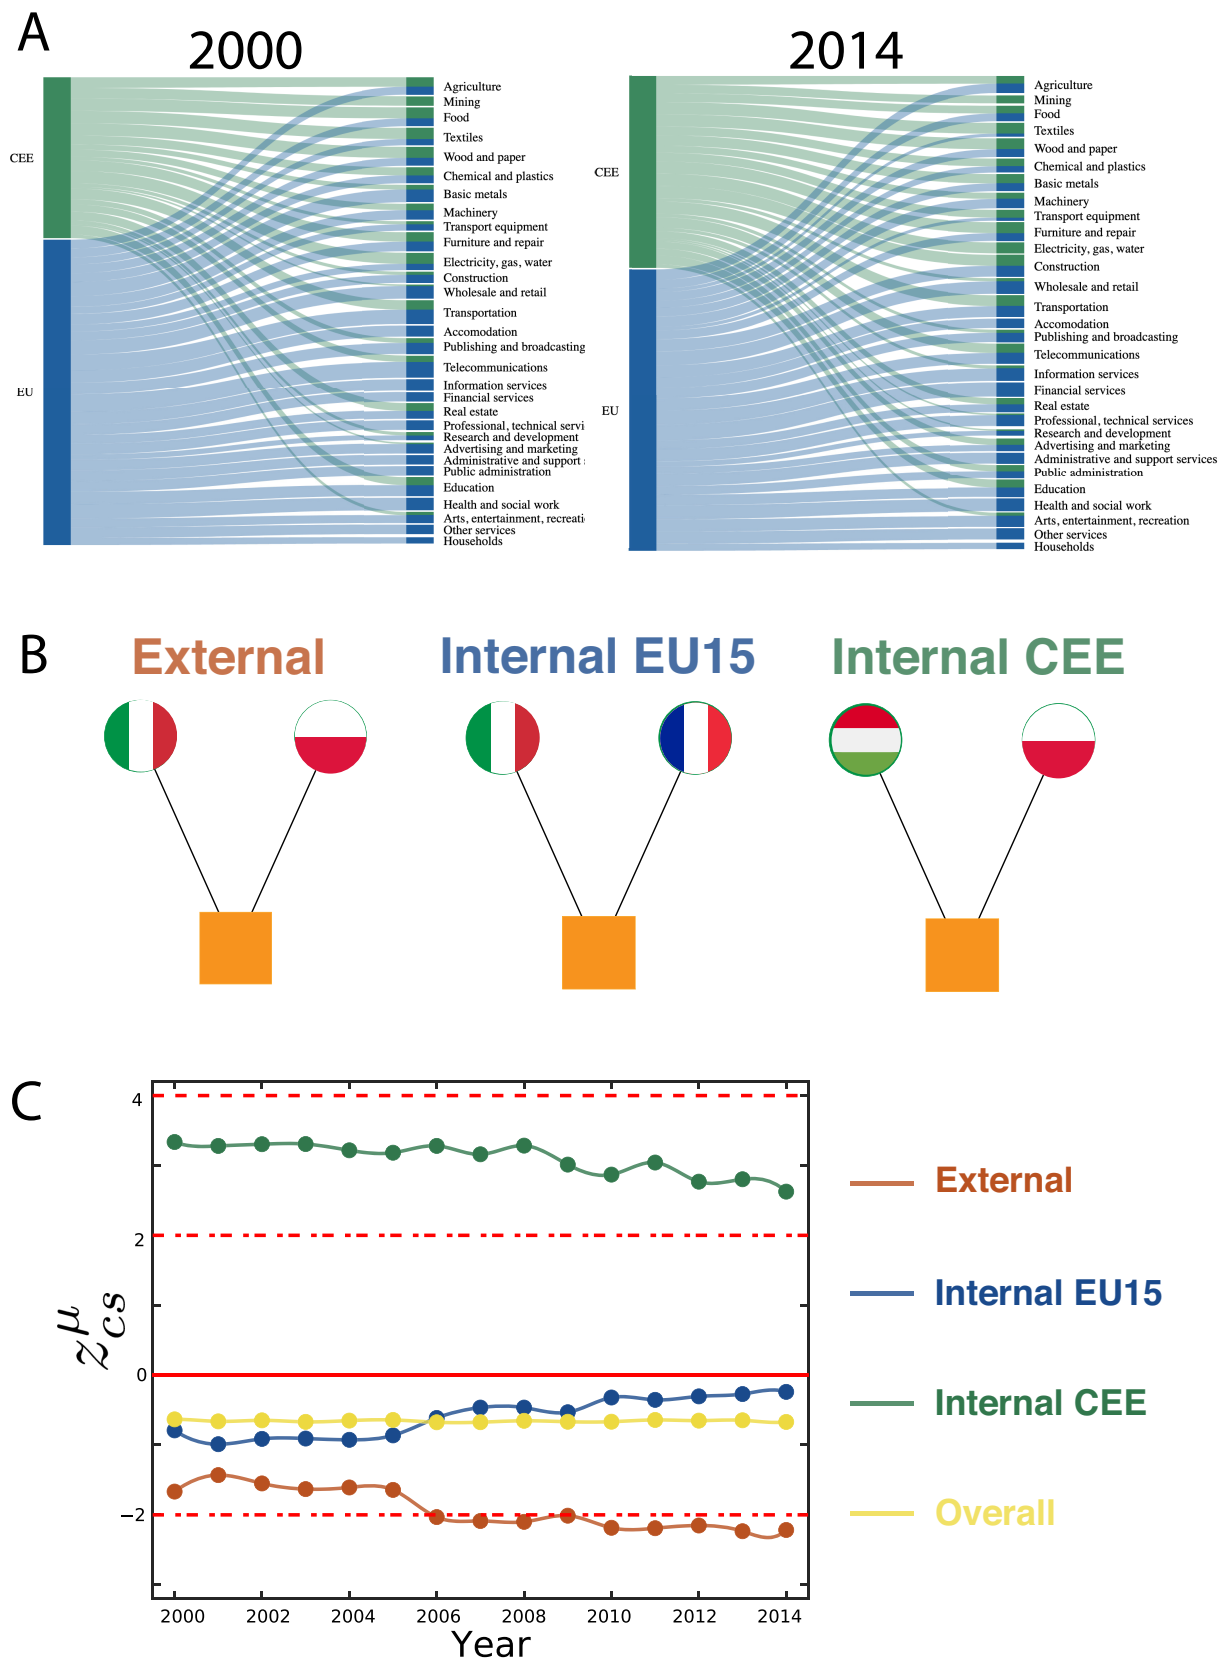 A
2000
2014
CEE
EU
Agriculture
Mining
Food
Textiles
Wood and paper
Chemical and plastics
Basic metals
Machinery
Transport equipment
Furniture and repair
Electricity, gas, water
Construction
Wholesale and retail
Transportation
Accomodation
Publishing and broadcasting
Telecommunications
Information services
Financial services
Real estate
Professional, technical servi
Research and development
Advertising and marketing
Administrative and support
Public administration
Education
Health and social work
Arts, entertainment, recreati
Other services
Households
CEE
EU
Agriculture
Mining
Food
Textiles
Wood and paper
Chemical and plastics
Basic metals
Machinery
Transport equipment
Furniture and repair
Electricity, gas, water
Construction
Wholesale and retail
Transportation
Accomodation
Publishing and broadcasting
Telecommunications
Information services
Financial services
Real estate
Professional, technical services
Research and development
Advertising and marketing
Administrative and support services
Public administration
Education
Health and social work
Arts, entertainment, recreation
Other services
Households
B
External
Internal EU15
Internal CEE
C
4
2
0
−2
z^μ_cs
2000 2002 2004 2006 2008 2010 2012 2014
Year
External
Internal EU15
Internal CEE
Overall